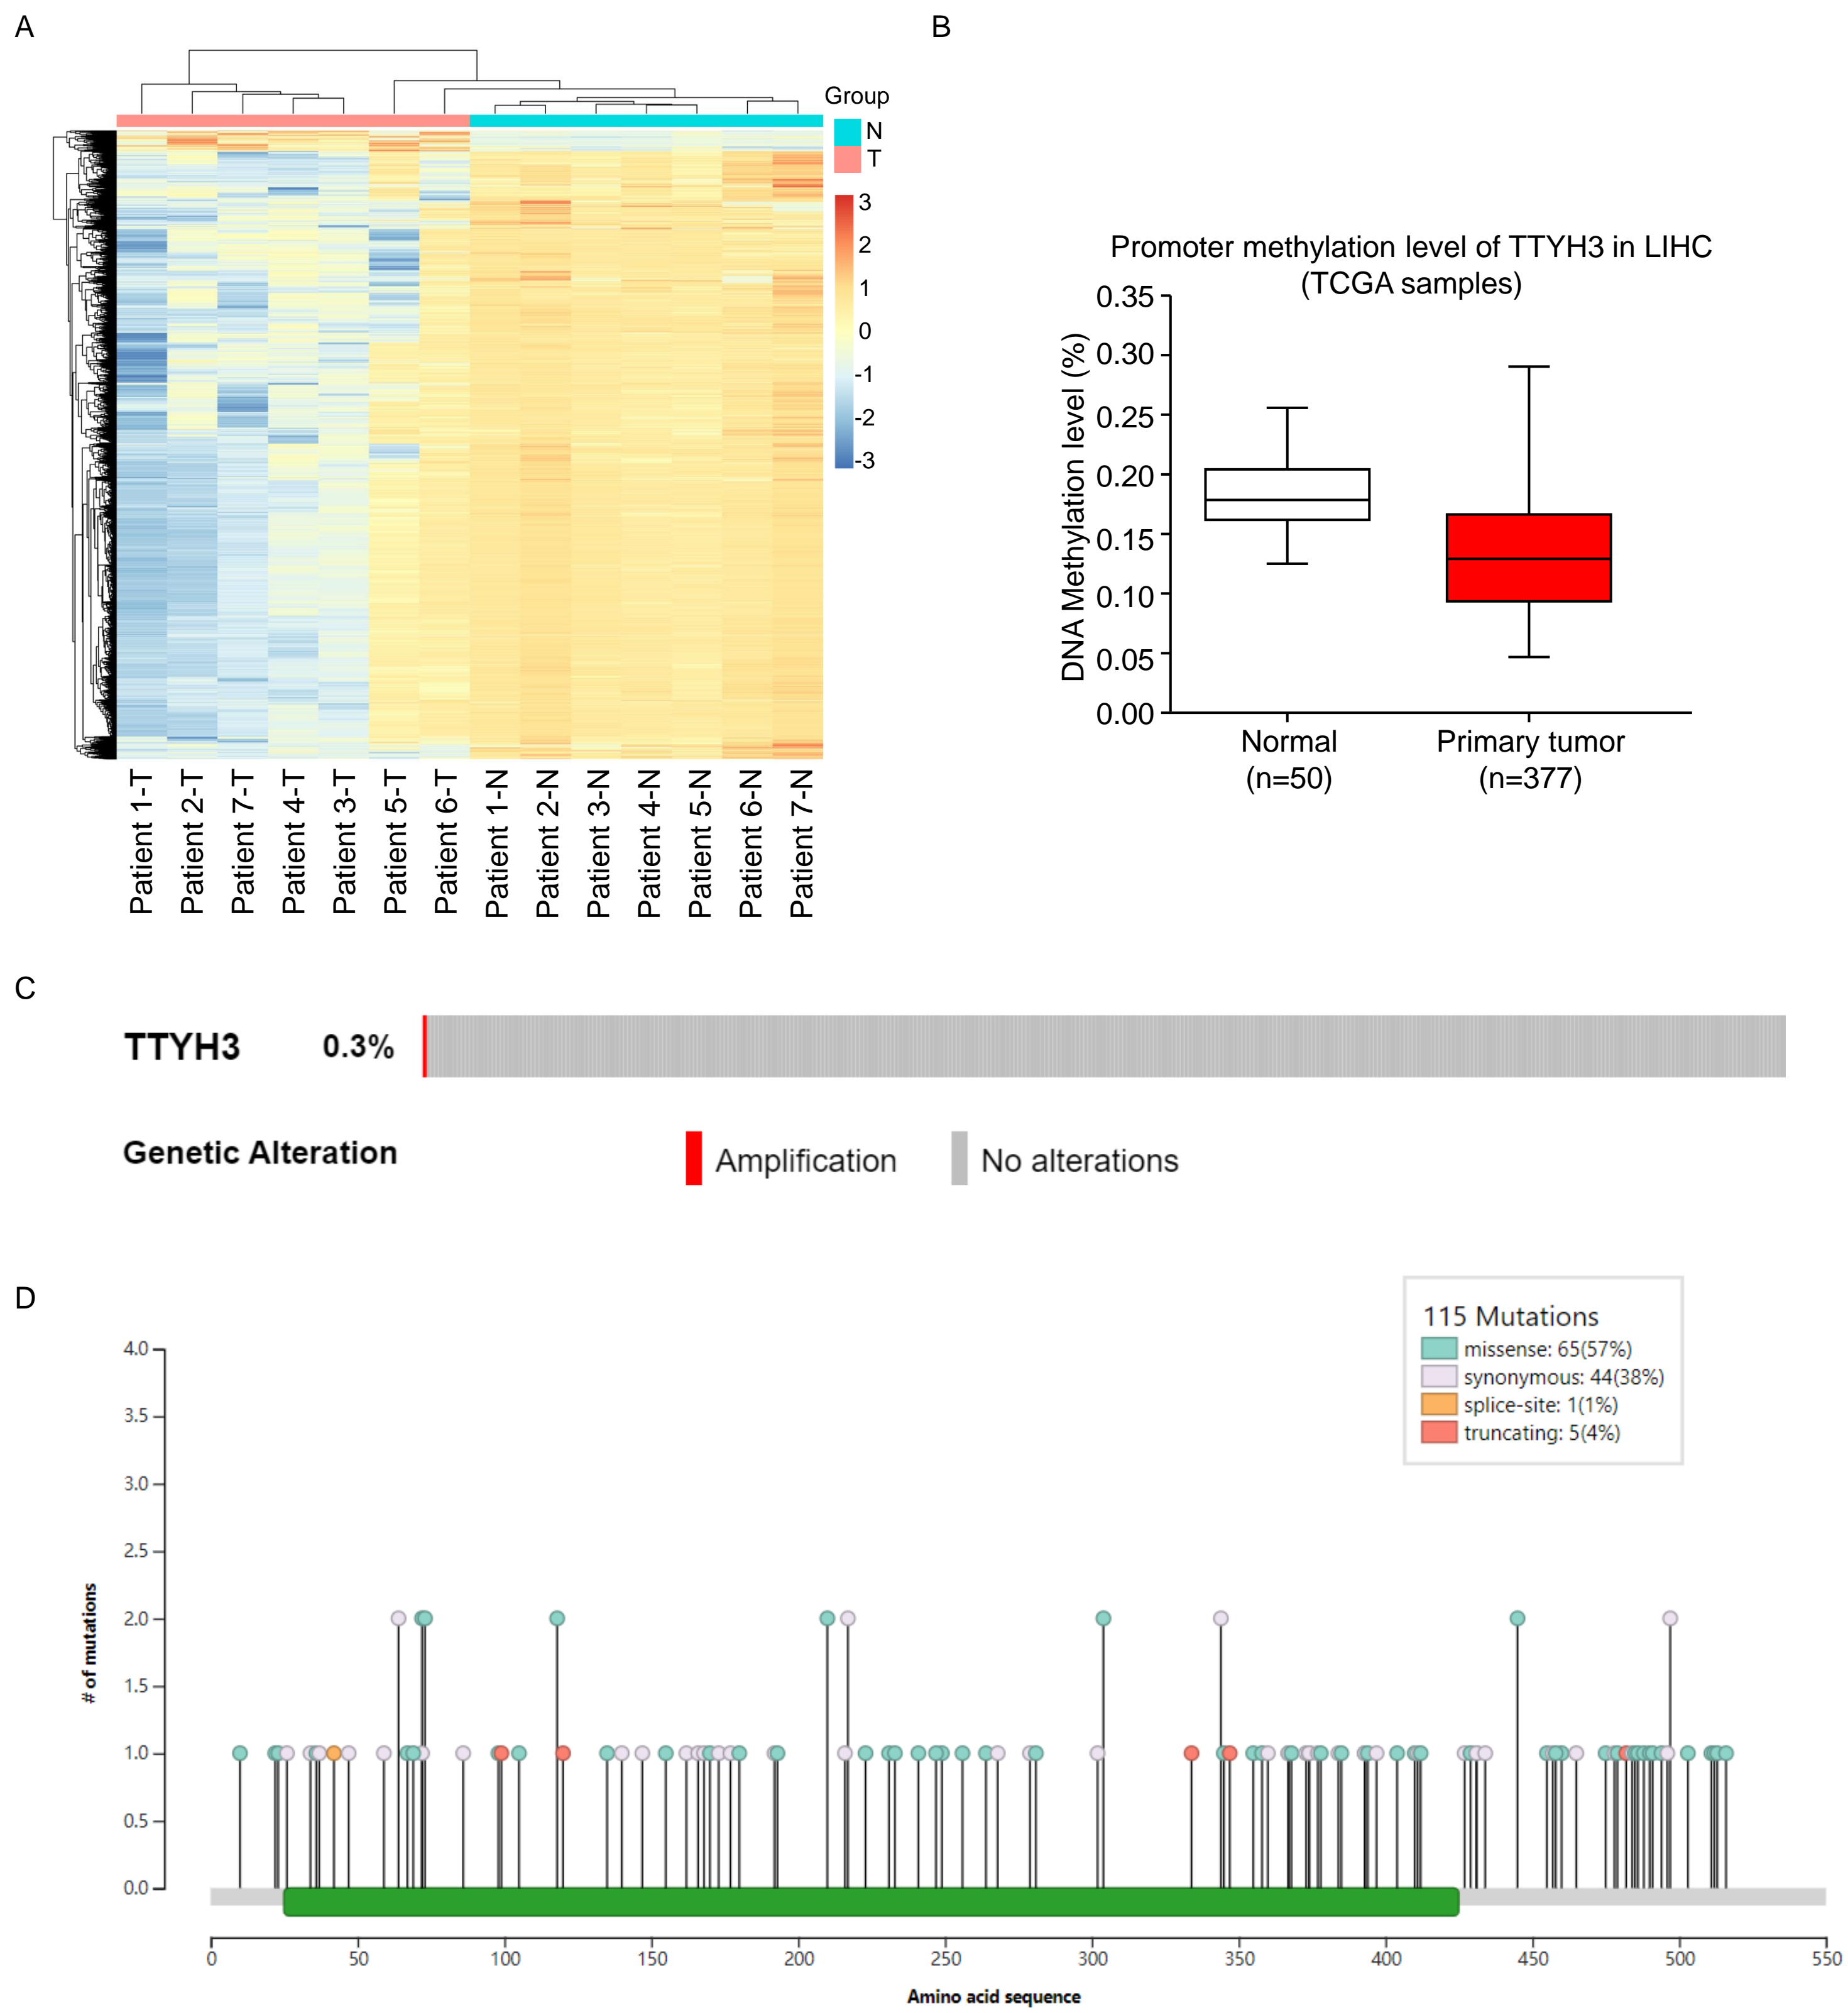 A
Group
N
T
3
2
1
0
-1
-2
-3
Patient 1-T
Patient 2-T
Patient 7-T
Patient 4-T
Patient 3-T
Patient 5-T
Patient 6-T
Patient 1-N
Patient 2-N
Patient 3-N
Patient 4-N
Patient 5-N
Patient 6-N
Patient 7-N
B
Promoter methylation level of TTYH3 in LIHC
(TCGA samples)
DNA Methylation level (%)
0.35
0.30
0.25
0.20
0.15
0.10
0.05
0.00
Normal
(n=50)
Primary tumor
(n=377)
C
TTYH3 0.3%
Genetic Alteration Amplification No alterations
D
115 Mutations
missense: 65(57%)
synonymous: 44(38%)
splice-site: 1(1%)
truncating: 5(4%)
# of mutations
4.0
3.5
3.0
2.5
2.0
1.5
1.0
0.5
0.0
0 50 100 150 200 250 300 350 400 450 500 550
Amino acid sequence